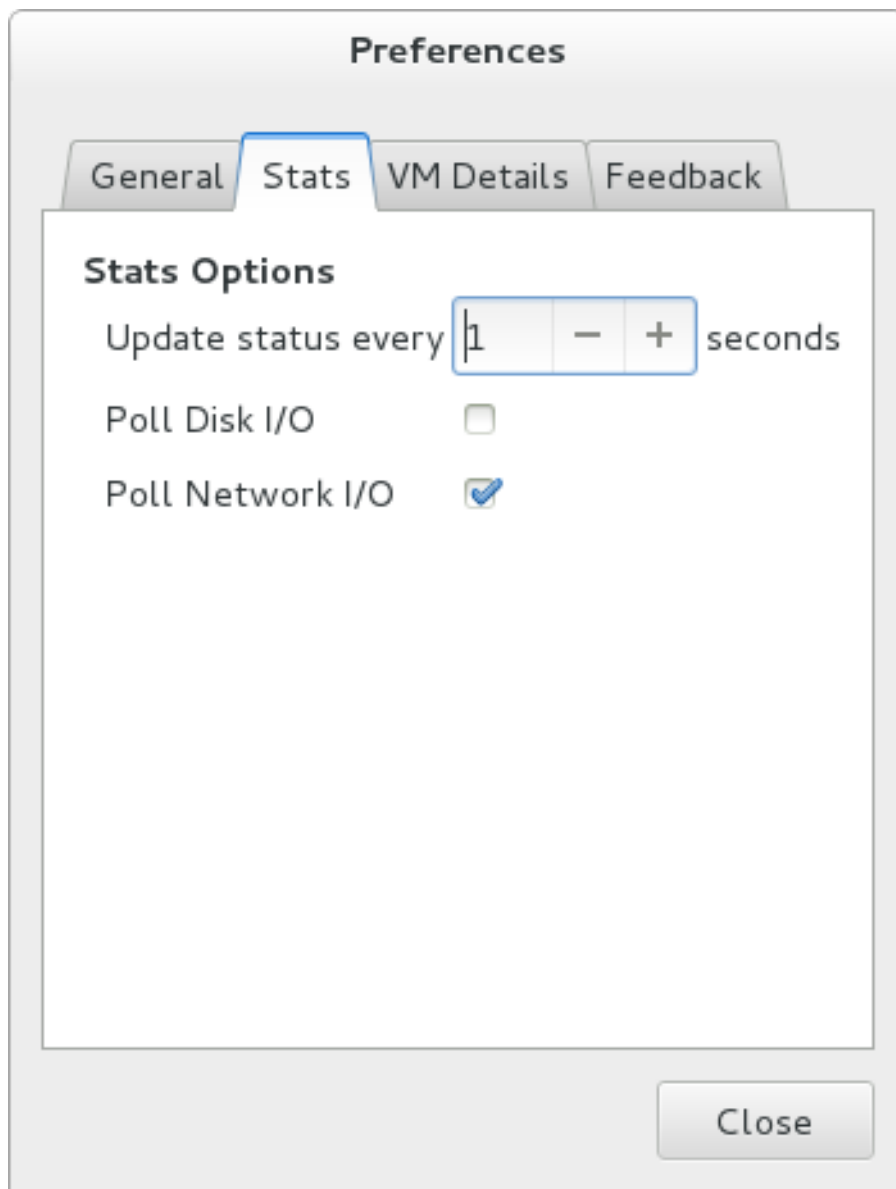 Preferences
General Stats VM Details Feedback
Stats Options
Update status every 1 − + seconds
Poll Disk I/O
Poll Network I/O
Close